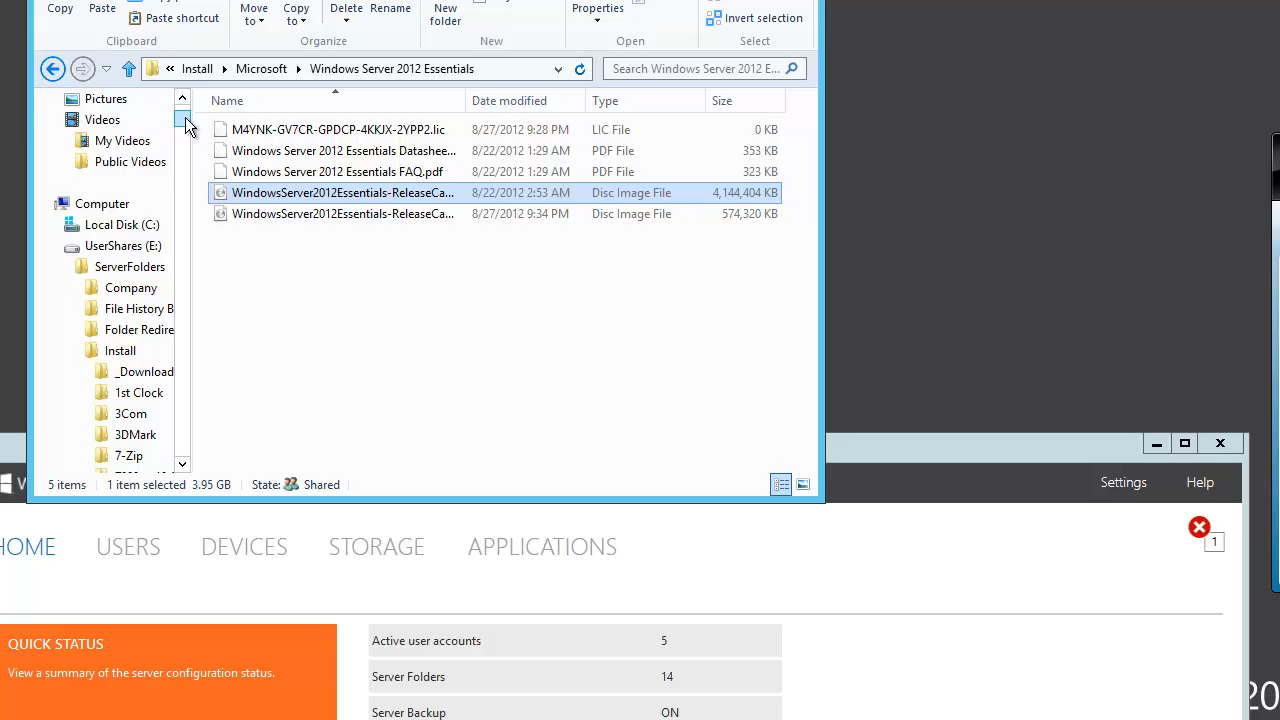 Copy Paste Move to Copy to Delete Rename New folder Properties
Paste shortcut Invert selection
Clipboard Organize New Open Select
« Install Microsoft Windows Server 2012 Essentials Search Windows Server 2012 E...
Name Date modified Type Size
M4YNK-GV7CR-GPDCP-4KKJX-2YPP2.lic 8/27/2012 9:28 PM LIC File 0 KB
Windows Server 2012 Essentials Datashee... 8/22/2012 1:29 AM PDF File 353 KB
Windows Server 2012 Essentials FAQ.pdf 8/22/2012 1:29 AM PDF File 323 KB
WindowsServer2012Essentials-ReleaseCa... 8/22/2012 2:53 AM Disc Image File 4,144,404 KB
WindowsServer2012Essentials-ReleaseCa... 8/27/2012 9:34 PM Disc Image File 574,320 KB
Pictures
Videos
My Videos
Public Videos
Computer
Local Disk (C:)
UserShares (E:)
ServerFolders
Company
File History B
Folder Redire
Install
_Download
1st Clock
3Com
3DMark
7-Zip
5 items 1 item selected 3.95 GB State: Shared
Settings Help
HOME USERS DEVICES STORAGE APPLICATIONS
1
QUICK STATUS
View a summary of the server configuration status.
Active user accounts 5
Server Folders 14
Server Backup ON
20